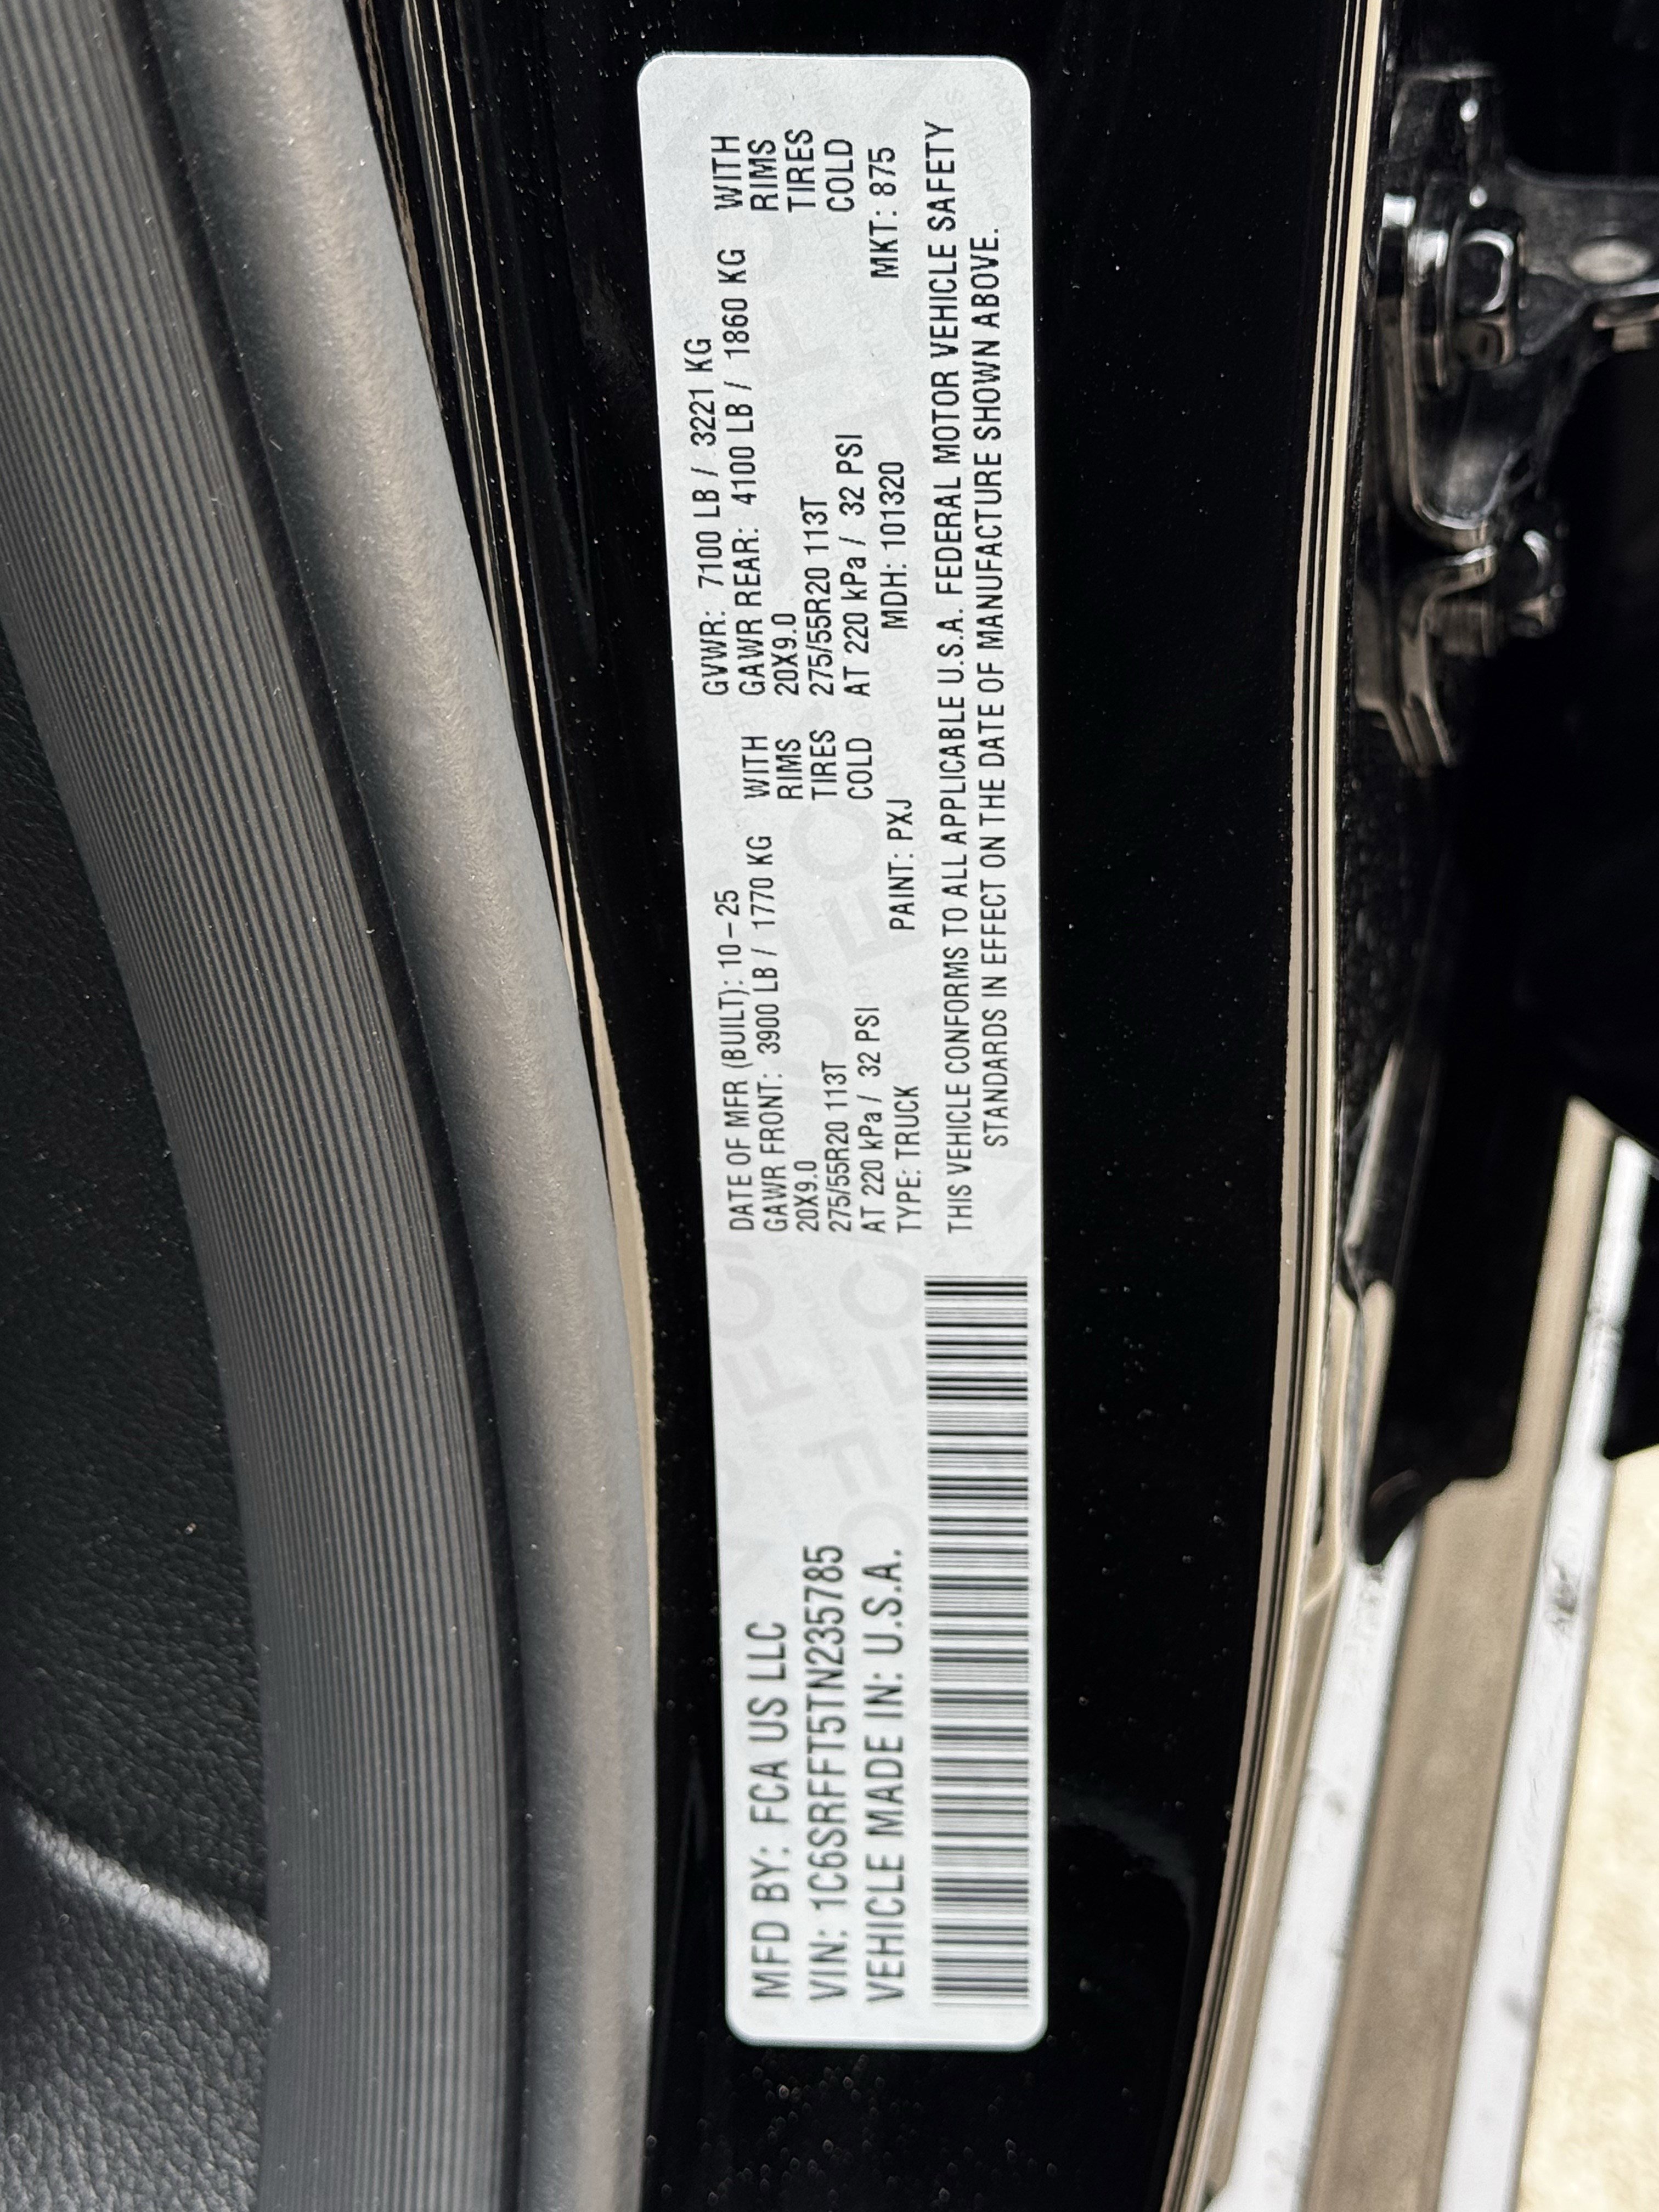 MFD BY: FCA US LLC
VIN: 1C6SRFFT5TN235785
VEHICLE MADE IN: U.S.A.
DATE OF MFR (BUILT): 10-25 GVWR: 7100 LB / 3221 KG
GAWR FRONT: 3900 LB / 1770 KG WITH GAWR REAR: 4100 LB / 1860 KG WITH
20X9.0 RIMS 20X9.0 RIMS
275/55R20 113T TIRES 275/55R20 113T TIRES
AT 220 kPa / 32 PSI COLD AT 220 kPa / 32 PSI COLD
TYPE: TRUCK PAINT: PXJ MDH: 101320 MKT: 875
THIS VEHICLE CONFORMS TO ALL APPLICABLE U.S.A. FEDERAL MOTOR VEHICLE SAFETY
STANDARDS IN EFFECT ON THE DATE OF MANUFACTURE SHOWN ABOVE.